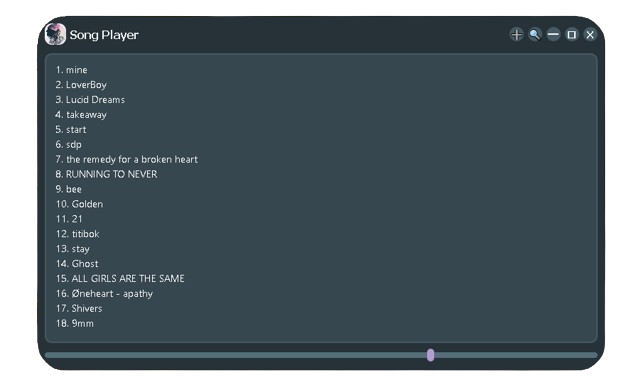 Song Player
1. mine
2. LoverBoy
3. Lucid Dreams
4. takeaway
5. start
6. sdp
7. the remedy for a broken heart
8. RUNNING TO NEVER
9. bee
10. Golden
11. 21
12. titibok
13. stay
14. Ghost
15. ALL GIRLS ARE THE SAME
16. Øneheart - apathy
17. Shivers
18. 9mm